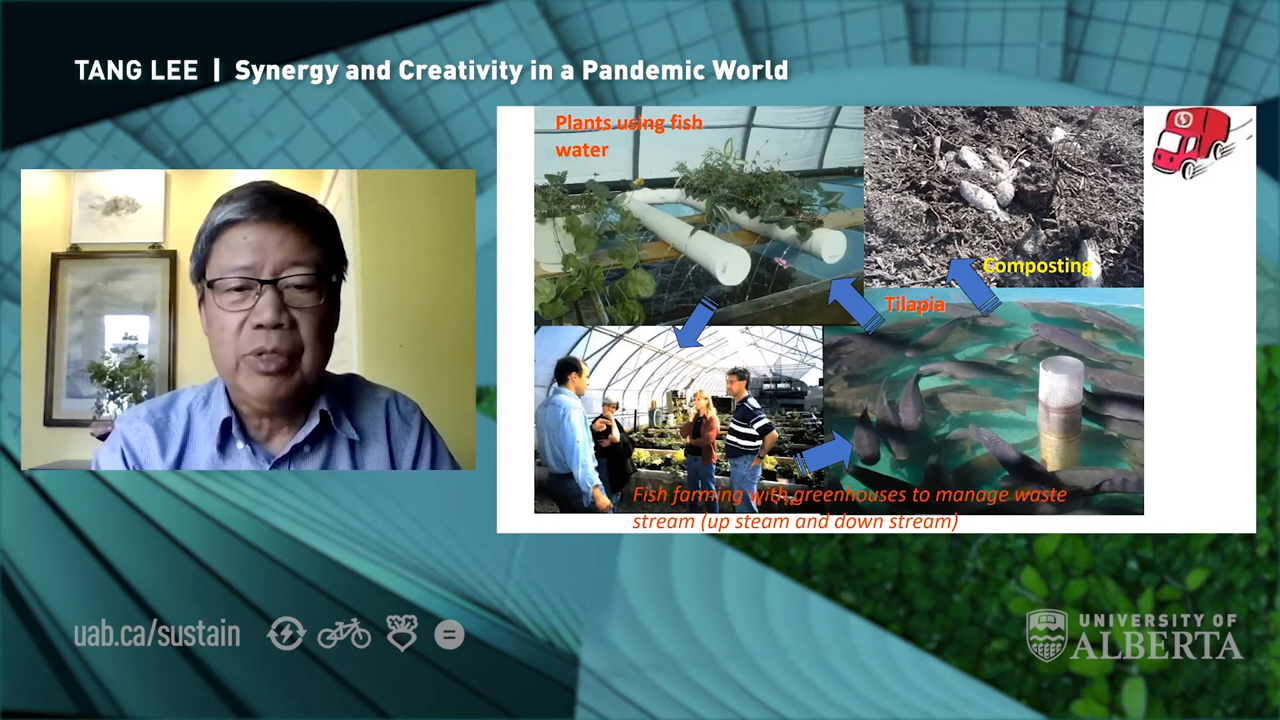 TANG LEE | Synergy and Creativity in a Pandemic World
Plants using fish
water
Composting
Tilapia
Fish farming with greenhouses to manage waste
stream (up steam and down stream)
uab.ca/sustain
UNIVERSITY OF
ALBERTA